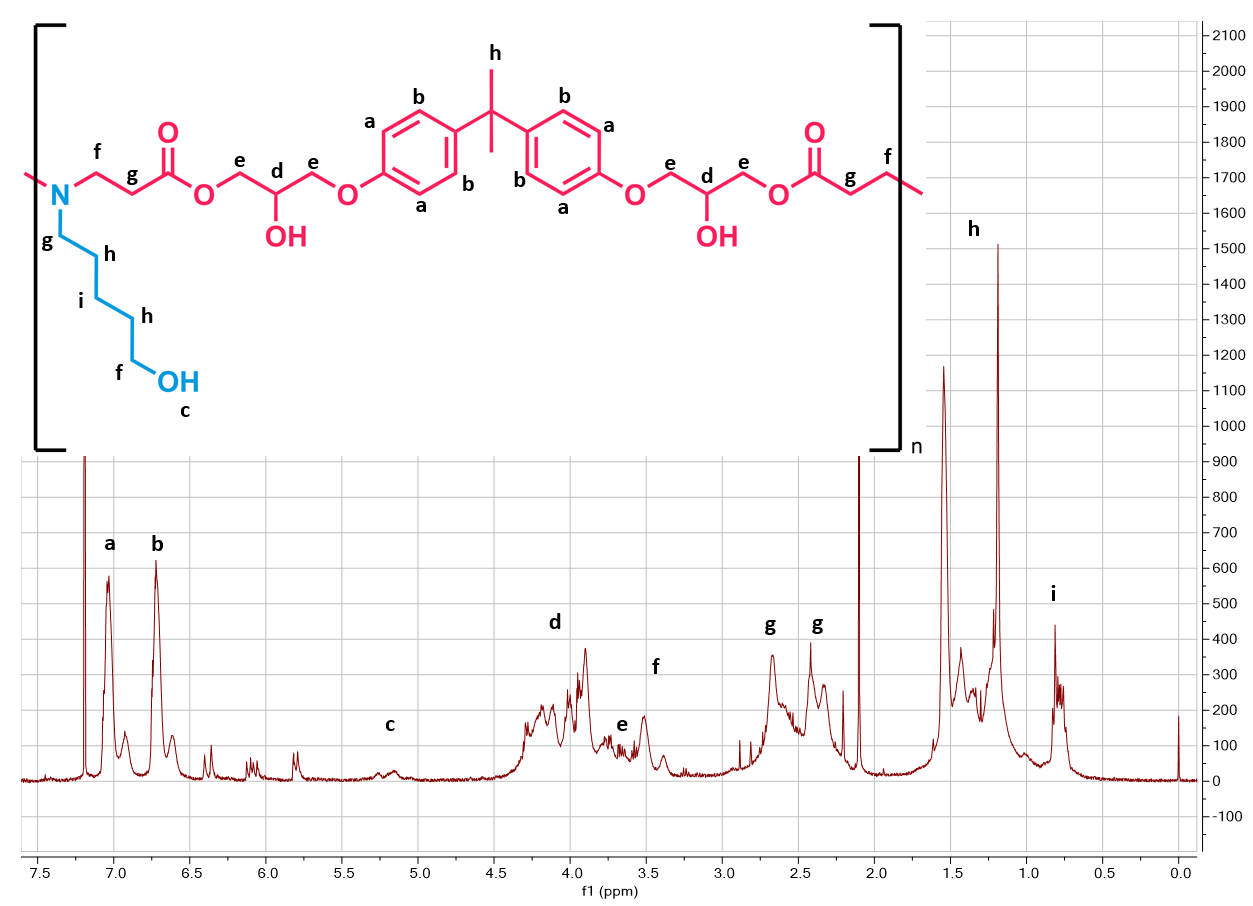 h
b
b
a
a
O
O
f
e
d
e
e
d
e
f
g
g
N
O
O
O
O
b
b
a
a
OH
OH
g
h
h
i
h
f
OH
c
n
a
b
c
d
e
f
g
g
i
2100
2000
1900
1800
1700
1600
1500
1400
1300
1200
1100
1000
900
800
700
600
500
400
300
200
100
0
-100
7.5 7.0 6.5 6.0 5.5 5.0 4.5 4.0 3.5 3.0 2.5 2.0 1.5 1.0 0.5 0.0
f1 (ppm)